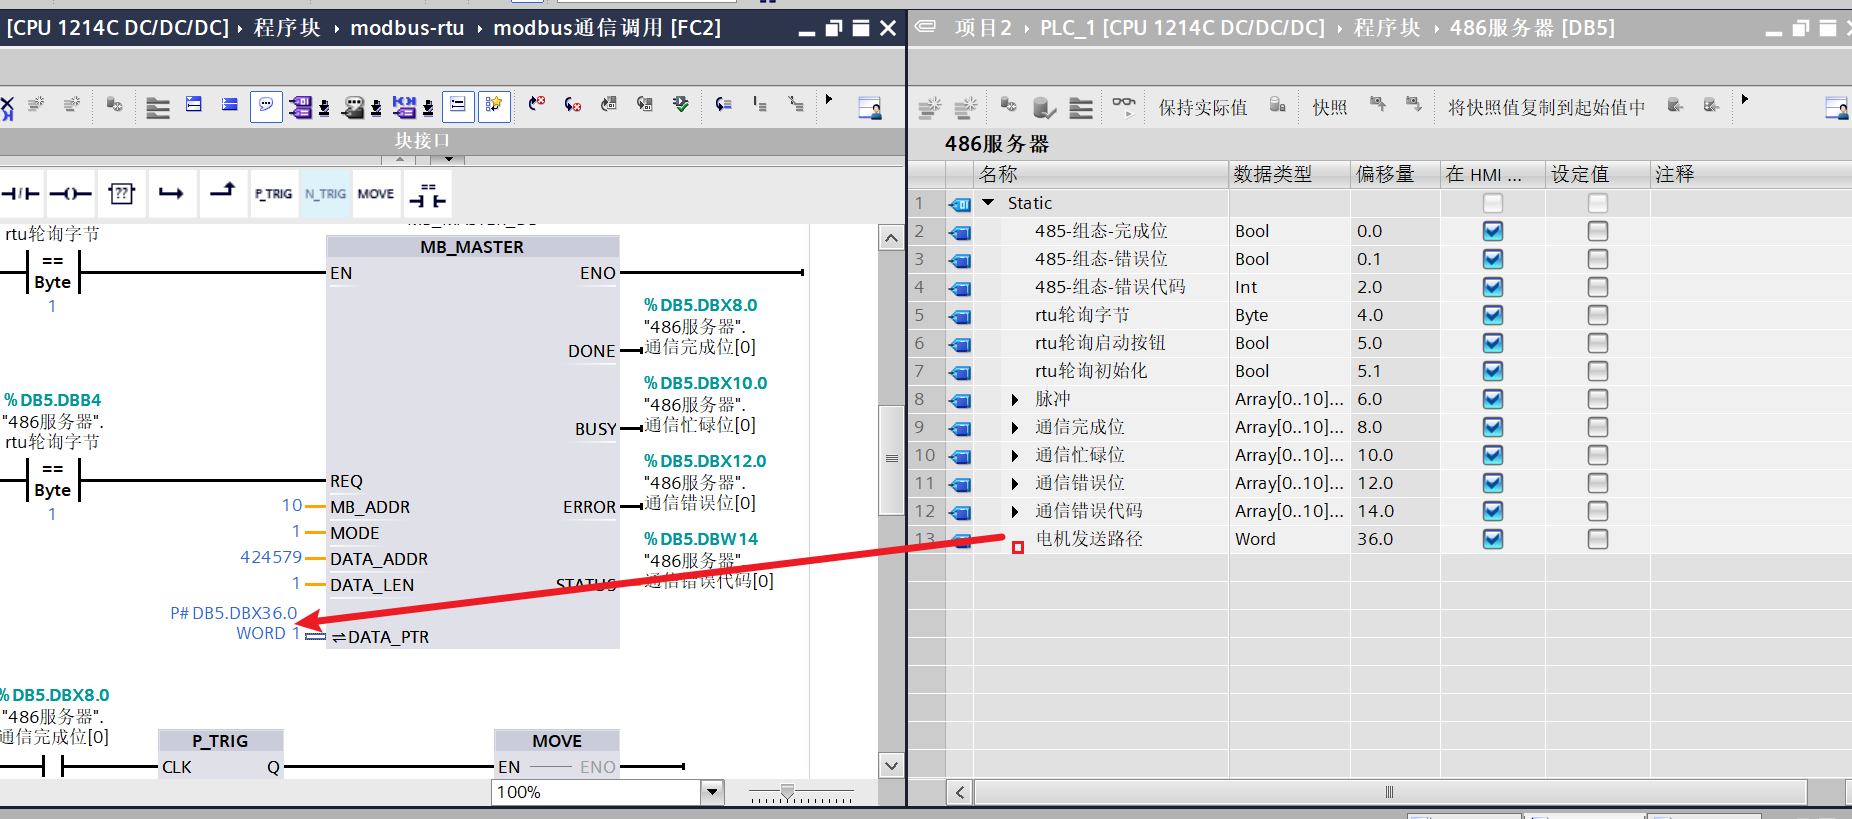 [CPU 1214C DC/DC/DC] › 程序块 › modbus-rtu › modbus通信调用 [FC2]
块接口
??
P_TRIG
N_TRIG
MOVE
==
rtu轮询字节
==
Byte
1
MB_MASTER
EN
ENO
%DB5.DBX8.0
"486服务器".
通信完成位[0]
DONE
%DB5.DBX10.0
"486服务器".
通信忙碌位[0]
BUSY
%DB5.DBB4
"486服务器".
rtu轮询字节
==
Byte
1
REQ
%DB5.DBX12.0
"486服务器".
通信错误位[0]
ERROR
10
MB_ADDR
1
MODE
424579
DATA_ADDR
1
DATA_LEN
%DB5.DBW14
"486服务器".
通信错误代码[0]
STATUS
P#DB5.DBX36.0
WORD 1
DATA_PTR
%DB5.DBX8.0
"486服务器".
通信完成位[0]
P_TRIG
CLK
Q
MOVE
EN
ENO
100%
项目2 › PLC_1 [CPU 1214C DC/DC/DC] › 程序块 › 486服务器 [DB5]
保持实际值
快照
将快照值复制到起始值中
486服务器
名称 数据类型 偏移量 在 HMI ... 设定值 注释
1 Static
2 485-组态-完成位 Bool 0.0
3 485-组态-错误位 Bool 0.1
4 485-组态-错误代码 Int 2.0
5 rtu轮询字节 Byte 4.0
6 rtu轮询启动按钮 Bool 5.0
7 rtu轮询初始化 Bool 5.1
8 脉冲 Array[0..10]... 6.0
9 通信完成位 Array[0..10]... 8.0
10 通信忙碌位 Array[0..10]... 10.0
11 通信错误位 Array[0..10]... 12.0
12 通信错误代码 Array[0..10]... 14.0
13 电机发送路径 Word 36.0